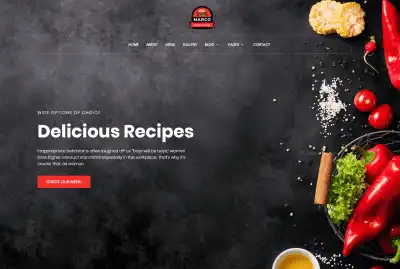 MARCO
HOME ABOUT MENU GALLERY BLOG PAGES CONTACT
WIDE OPTIONS OF CHOICE
Delicious Recipes
Inappropriate behavior is often laughed off as "boys will be boys," women
face higher conduct standards especially in the workplace. That's why it's
crucial that, as women.
CHECK OUR MENU